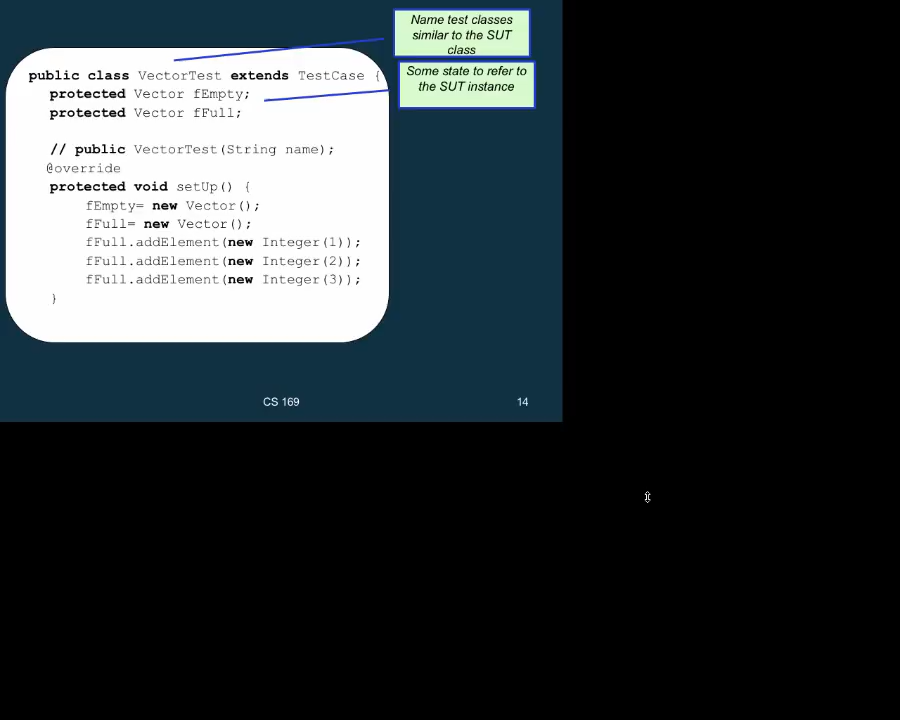 Name test classes
similar to the SUT
class
Some state to refer to
the SUT instance
public class VectorTest extends TestCase {
protected Vector fEmpty;
protected Vector fFull;
// public VectorTest(String name);
@override
protected void setUp() {
fEmpty= new Vector();
fFull= new Vector();
fFull.addElement(new Integer(1));
fFull.addElement(new Integer(2));
fFull.addElement(new Integer(3));
}
CS 169
14